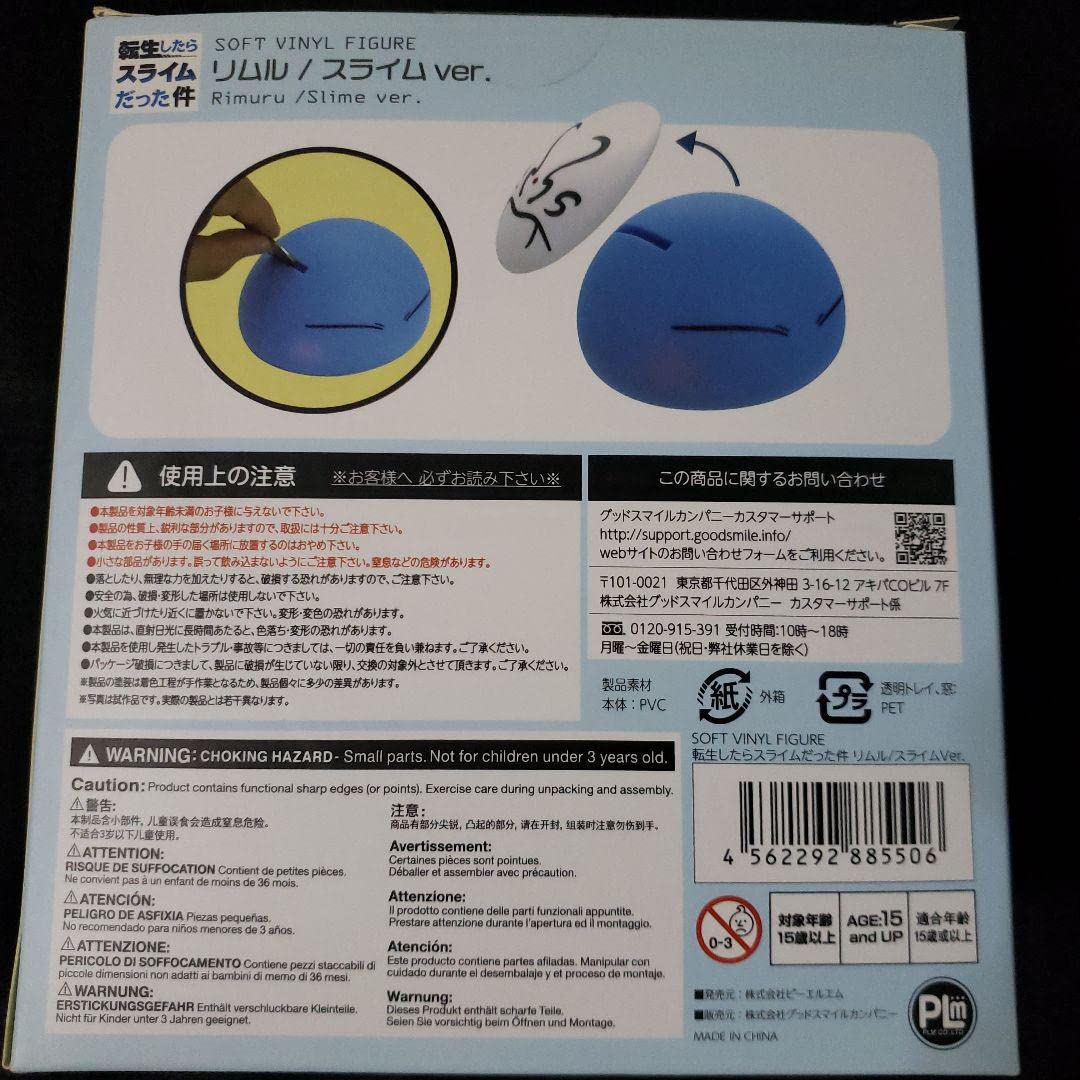 転生したら
スライム
だった件
SOFT VINYL FIGURE
リムル / スライム ver.
Rimuru /Slime ver.
使用上の注意 ※お客様へ 必ずお読み下さい※
●本製品を対象年齢未満のお子様に与えないで下さい。
●製品の性質上、鋭利な部分がありますので、取扱には十分ご注意下さい。
●本製品をお子様の手の届く場所に放置するのはおやめ下さい。
●小さな部品があります。誤って飲み込まないようにご注意下さい。窒息などの危険があります。
●落としたり、無理な力を加えたりすると、破損する恐れがありますので、ご注意下さい。
●安全の為、破損・変形した場所は使用しないで下さい。
●火気に近づけたり近くに置かないで下さい。変形・変色の恐れがあります。
●本製品は、直射日光に長時間あたると、色落ち・変形の恐れがあります。
●本製品を使用し発生したトラブル・事故等につきましては、一切の責任を負い兼ねます。ご了承ください。
●パッケージ破損につきまして、製品に破損が生じていない限り、交換の対象外とさせて頂きます。ご了承ください。
※製品の塗装は着色工程が手作業となるため、製品個々に多少の差異があります。
※写真は試作品です。実際の製品とは若干異なります。
この商品に関するお問い合わせ
グッドスマイルカンパニーカスタマーサポート
http://support.goodsmile.info/
webサイトのお問い合わせフォームをご利用ください。
〒101-0021 東京都千代田区外神田 3-16-12 アキバCOビル 7F
株式会社グッドスマイルカンパニー カスタマーサポート係
0120-915-391 受付時間:10時～18時
月曜～金曜日(祝日・弊社休業日を除く)
製品素材
本体：PVC
紙 外箱
プラ 透明トレイ、窓:
PET
WARNING: CHOKING HAZARD- Small parts. Not for children under 3 years old.
Caution: Product contains functional sharp edges (or points). Exercise care during unpacking and assembly.
警告:
本制品含小部件, 儿童误食会造成窒息危险。
不适合3岁以下儿童使用。
ATTENTION:
RISQUE DE SUFFOCATION Contient de petites pièces.
Ne convient pas à un enfant de moins de 36 mois.
ATENCIÓN:
PELIGRO DE ASFIXIA Piezas pequeñas.
No recomendado para niños menores de 3 años.
ATTENZIONE:
PERICOLO DI SOFFOCAMENTO Contiene pezzi staccabili di
piccole dimensioni non adatti ai bambini di memo di 36 mesi.
WARNUNG:
ERSTICKUNGSGEFAHR Enthält verschluckbare Kleinteile.
Nicht für Kinder unter 3 Jahren geeignet.
注意：
商品有部分尖锐, 凸起的部分, 请在开封, 组装时注意勿伤到手。
Avertissement:
Certaines pièces sont pointues.
Déballer et assembler avec précaution.
Attenzione:
Il prodotto contiene delle parti funzionali appuntite.
Prestare attenzione durante l'apertura ed il montaggio.
Atención:
Este producto contiene partes afiladas. Manipular con
cuidado durante el desembalaje y et proceso de montaje.
Warnung:
Dieses Produkt enthält scharfe Teile.
Seien Sie vorsichtig beim Öffnen und Montage.
SOFT VINYL FIGURE
転生したらスライムだった件 リムル/スライムVer.
4 562292 885506
0-3
対象年齢
15歳以上
AGE:15
and UP
適合年齢
15歳或以上
■発売元：株式会社ピーエルエム
■販売元：株式会社グッドスマイルカンパニー
MADE IN CHINA
PLM
PLM CO.,LTD